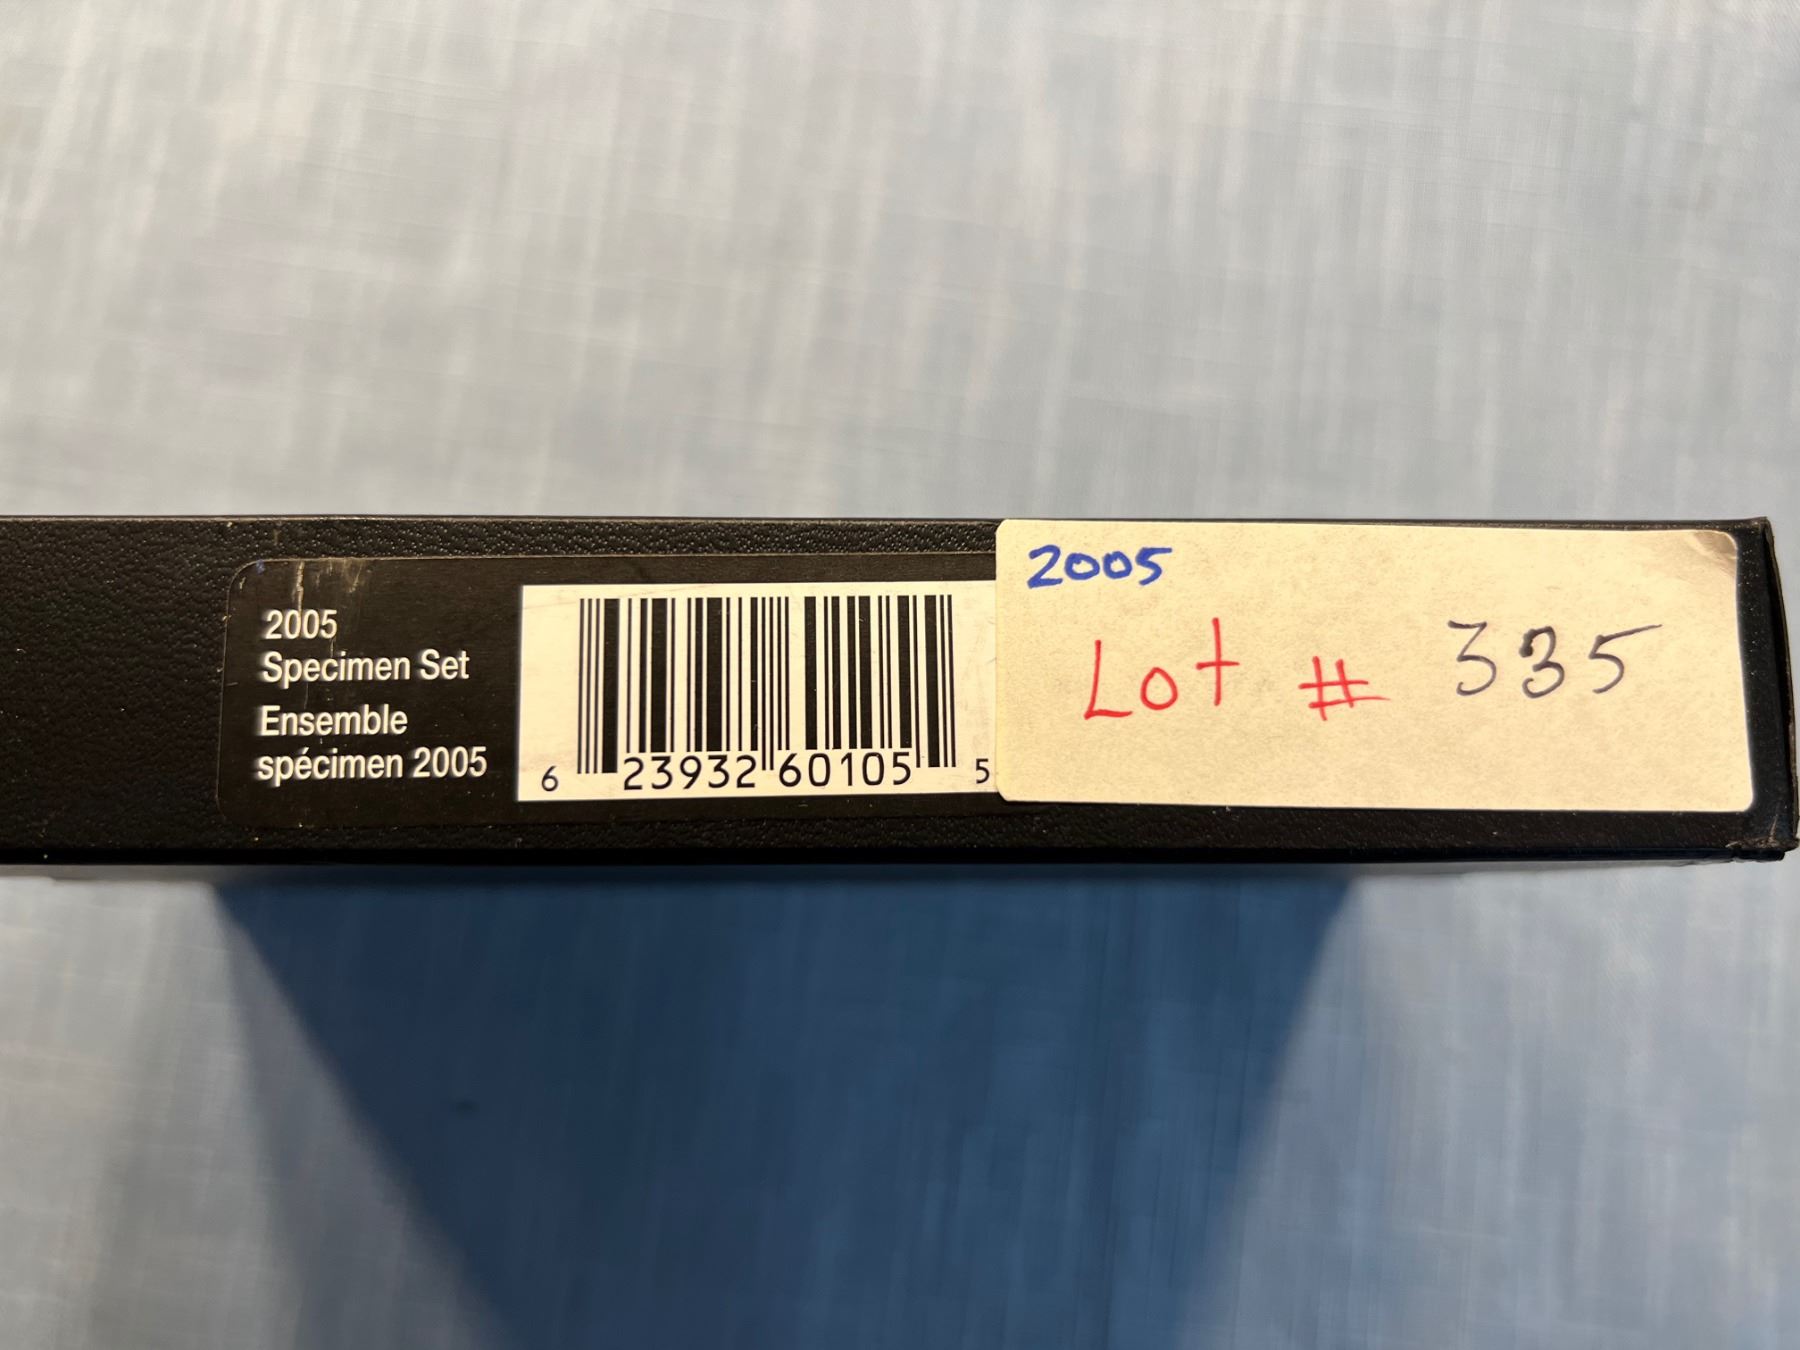 2005
Specimen Set
Ensemble
spécimen 2005
6 23932 60105 5
2005
Lot # 335